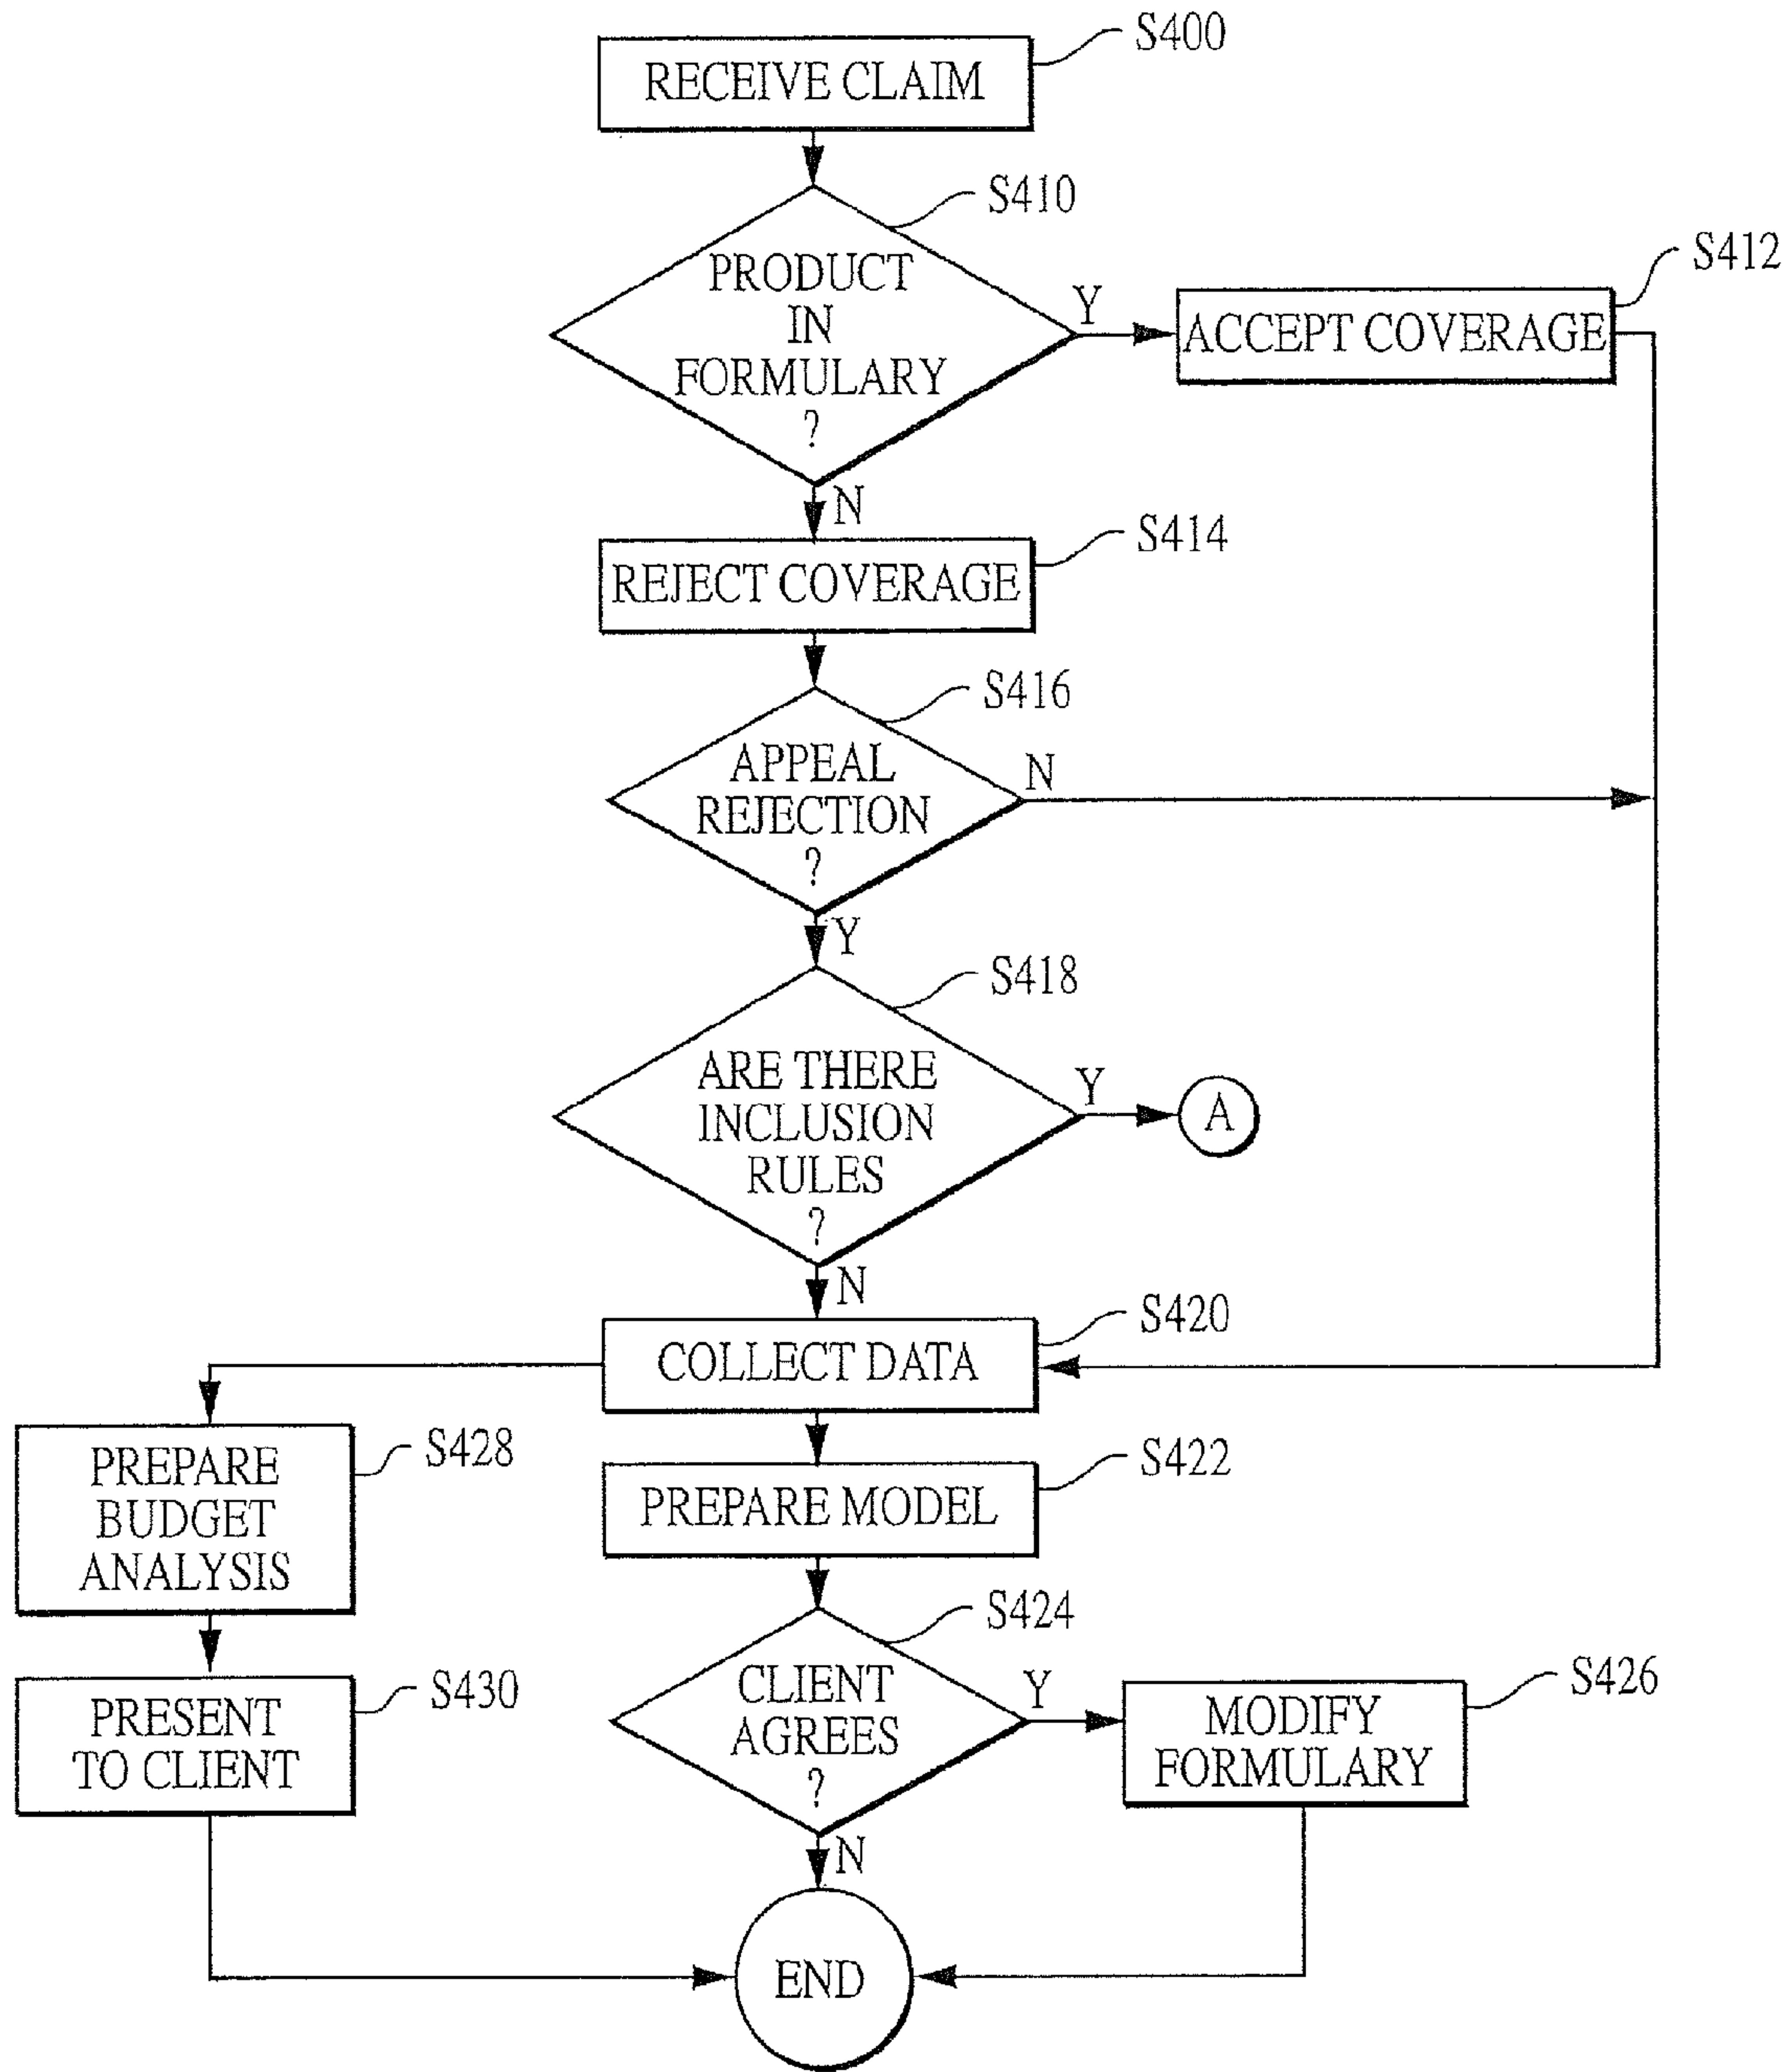 S400
RECEIVE CLAIM
S410
PRODUCT
IN
FORMULARY
?
Y
S412
ACCEPT COVERAGE
N
S414
REJECT COVERAGE
S416
APPEAL
REJECTION
?
N
Y
S418
ARE THERE
INCLUSION
RULES
?
Y
A
N
S420
COLLECT DATA
S428
PREPARE
BUDGET
ANALYSIS
S422
PREPARE MODEL
S430
PRESENT
TO CLIENT
S424
CLIENT
AGREES
?
Y
S426
MODIFY
FORMULARY
N
END